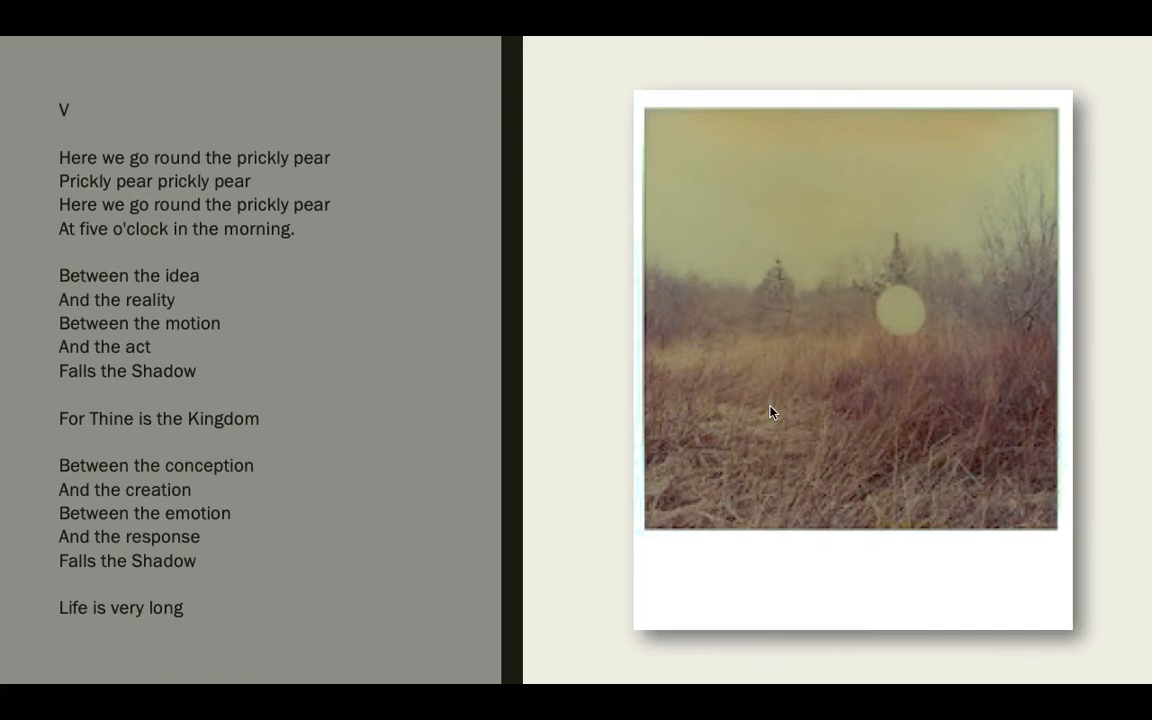 V
Here we go round the prickly pear
Prickly pear prickly pear
Here we go round the prickly pear
At five o'clock in the morning.
Between the idea
And the reality
Between the motion
And the act
Falls the Shadow
For Thine is the Kingdom
Between the conception
And the creation
Between the emotion
And the response
Falls the Shadow
Life is very long